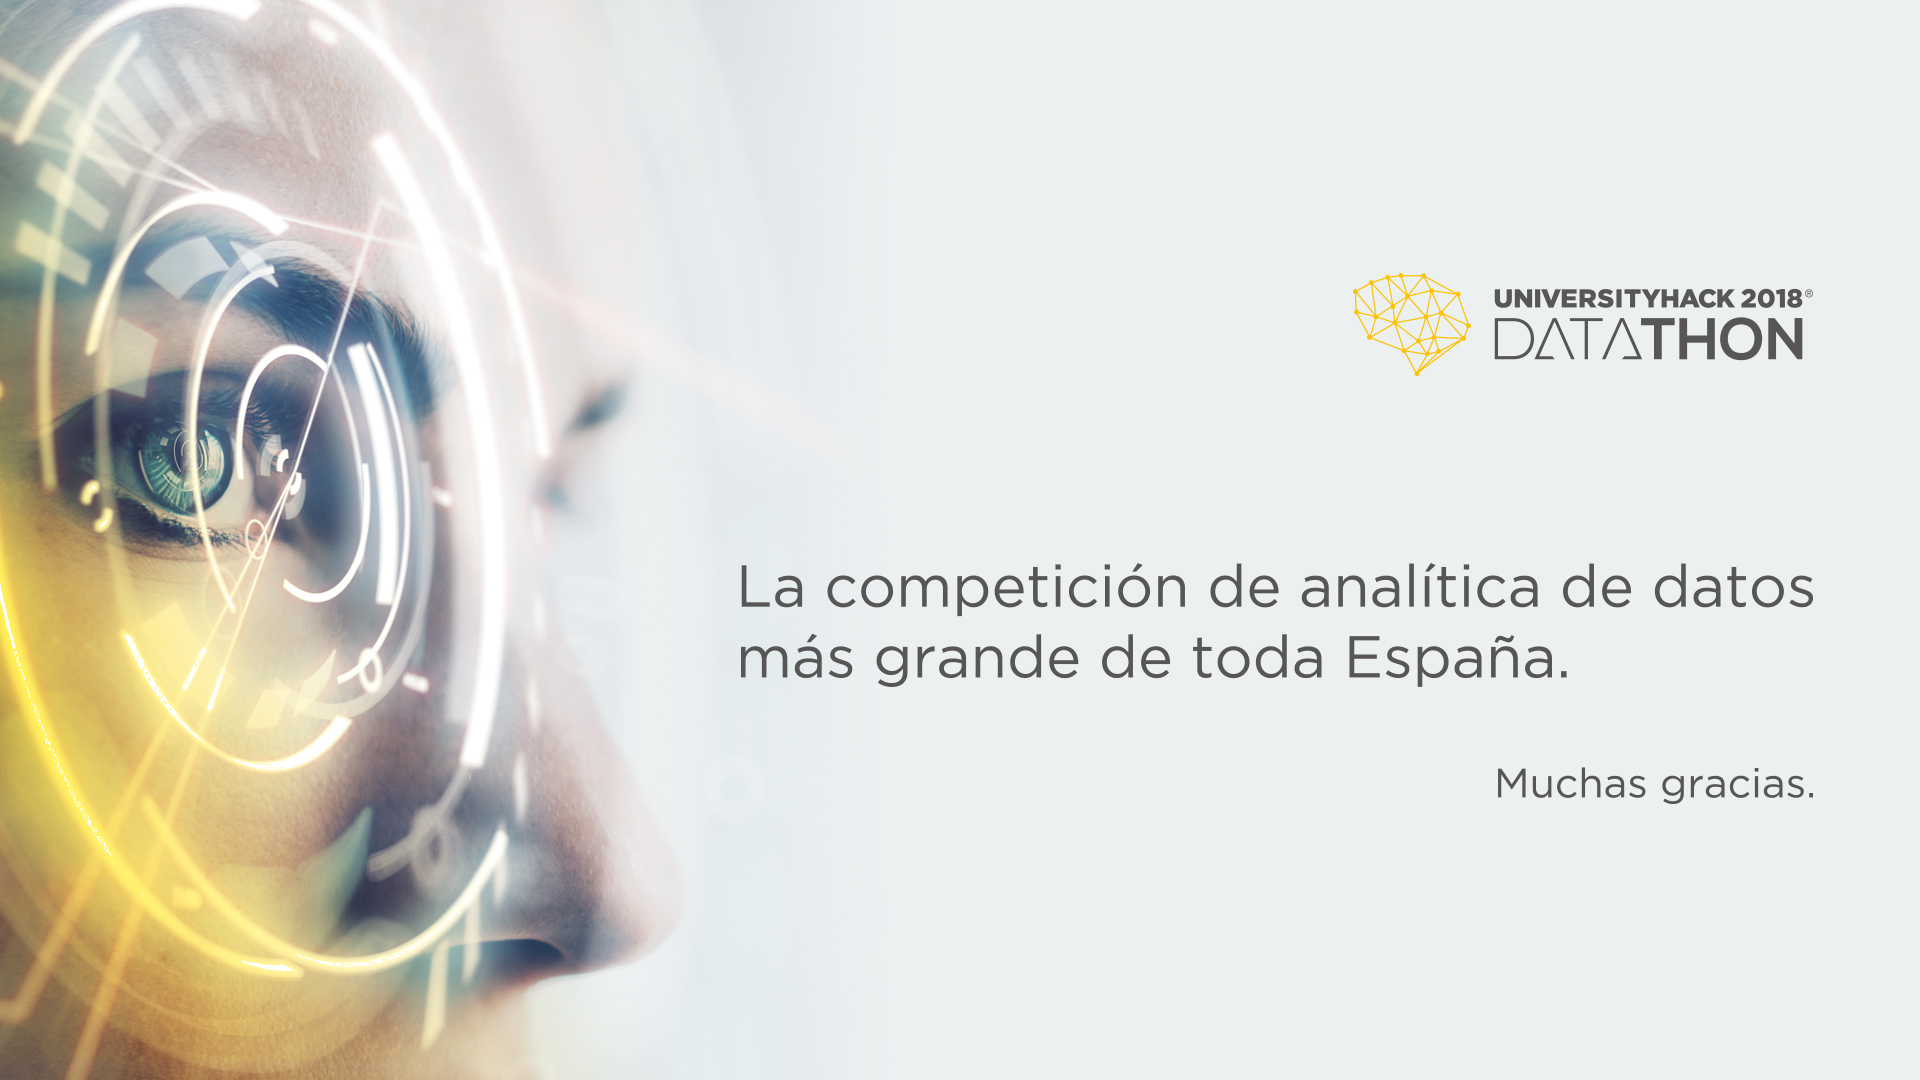 UNIVERSITYHACK 2018®
DATATHON
La competición de analítica de datos
más grande de toda España.
Muchas gracias.